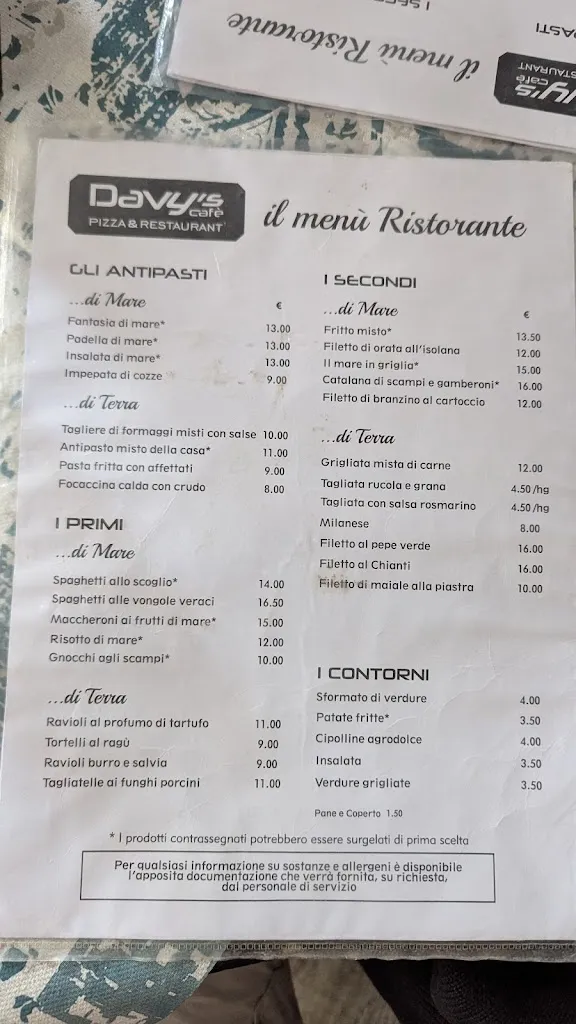 il menù Ristorante
Davy's
cafè
PIZZA & RESTAURANT
il menù Ristorante
GLI ANTIPASTI
...di Mare €
Fantasia di mare* 13.00
Padella di mare* 13.00
Insalata di mare* 13.00
Impepata di cozze 9.00
...di Terra
Tagliere di formaggi misti con salse 10.00
Antipasto misto della casa* 11.00
Pasta fritta con affettati 9.00
Focaccina calda con crudo 8.00
I PRIMI
...di Mare
Spaghetti allo scoglio* 14.00
Spaghetti alle vongole veraci 16.50
Maccheroni ai frutti di mare* 15.00
Risotto di mare* 12.00
Gnocchi agli scampi* 10.00
...di Terra
Ravioli al profumo di tartufo 11.00
Tortelli al ragù 9.00
Ravioli burro e salvia 9.00
Tagliatelle ai funghi porcini 11.00
I SECONDI
...di Mare €
Fritto misto* 13.50
Filetto di orata all'isolana 12.00
Il mare in griglia* 15.00
Catalana di scampi e gamberoni* 16.00
Filetto di branzino al cartoccio 12.00
...di Terra
Grigliata mista di carne 12.00
Tagliata rucola e grana 4.50/hg
Tagliata con salsa rosmarino 4.50/hg
Milanese 8.00
Filetto al pepe verde 16.00
Filetto al Chianti 16.00
Filetto di maiale alla piastra 10.00
I CONTORNI
Sformato di verdure 4.00
Patate fritte* 3.50
Cipolline agrodolce 4.00
Insalata 3.50
Verdure grigliate 3.50
Pane e Coperto 1.50
* I prodotti contrassegnati potrebbero essere surgelati di prima scelta
Per qualsiasi informazione su sostanze e allergeni è disponibile
l'apposita documentazione che verrà fornita, su richiesta,
dal personale di servizio